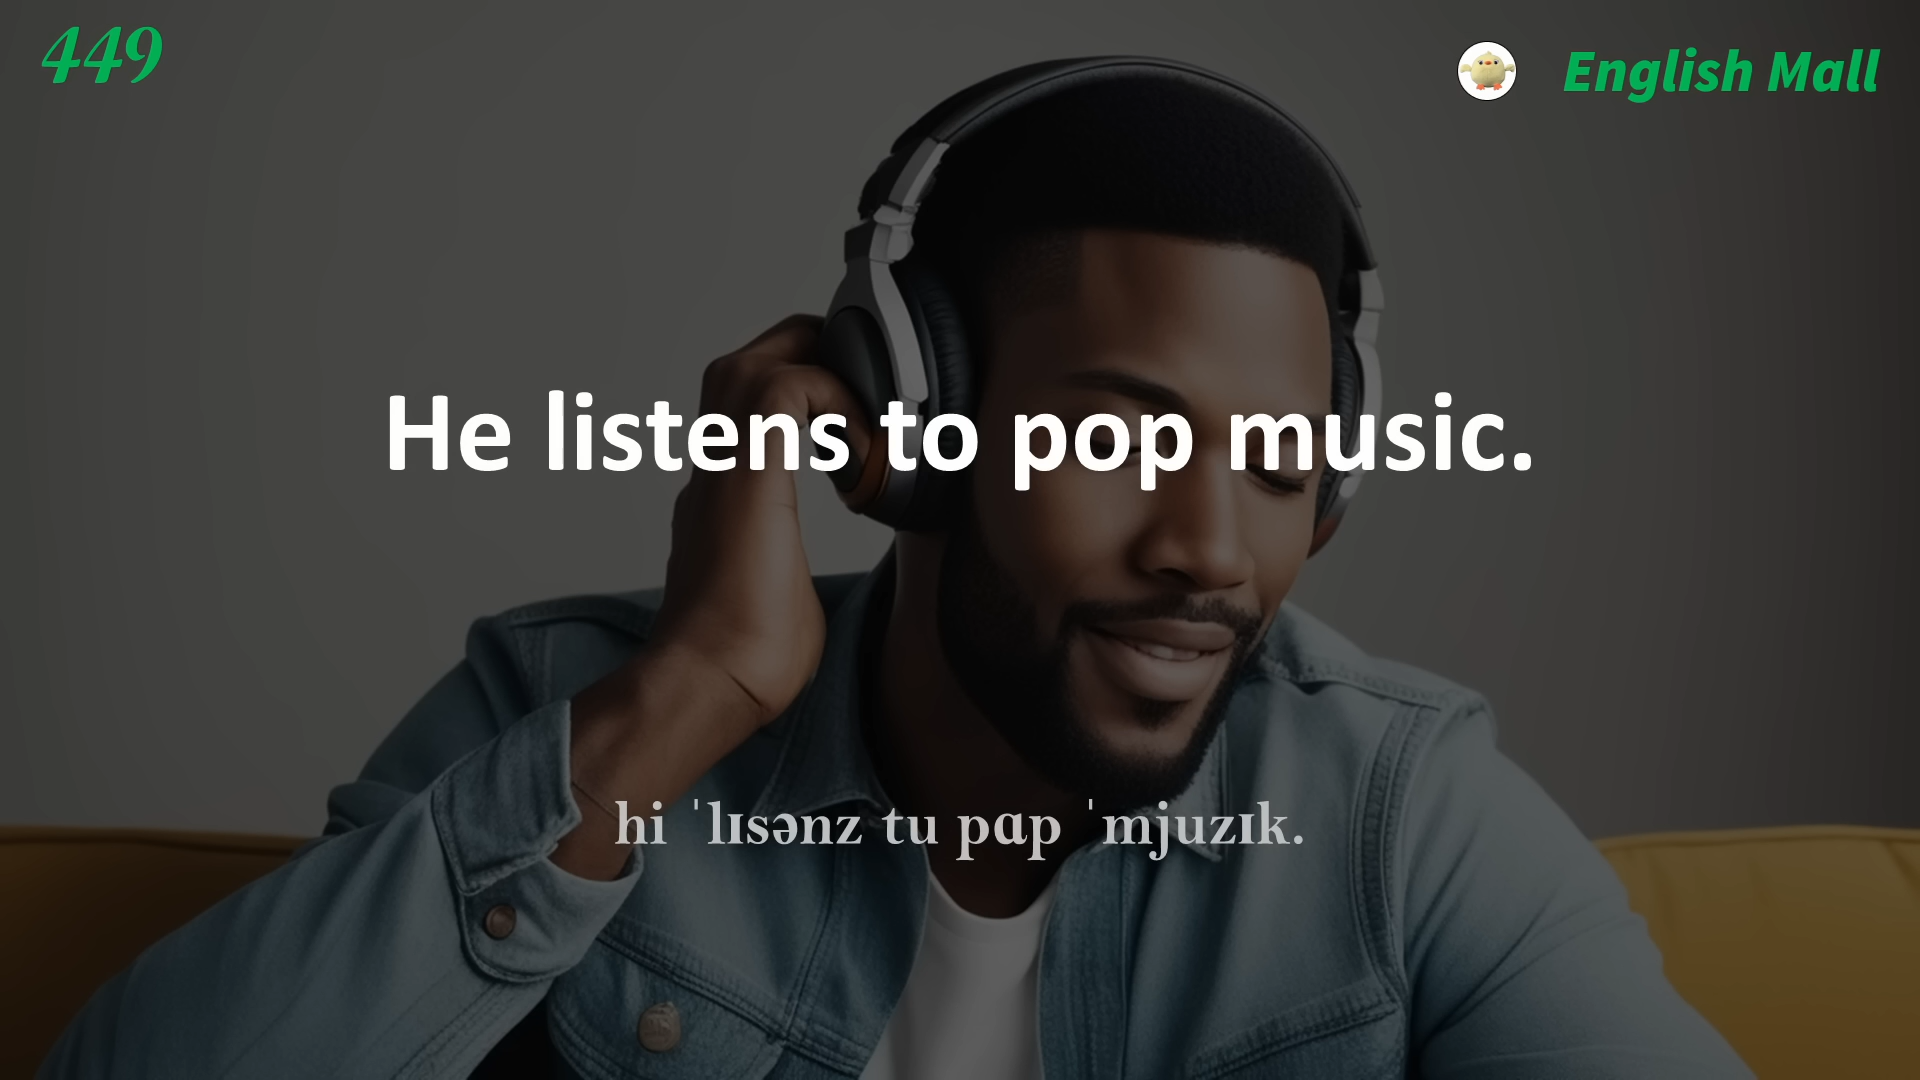 449
English Mall
He listens to pop music.
hi ˈlɪsənz tu pɑp ˈmjuzɪk.